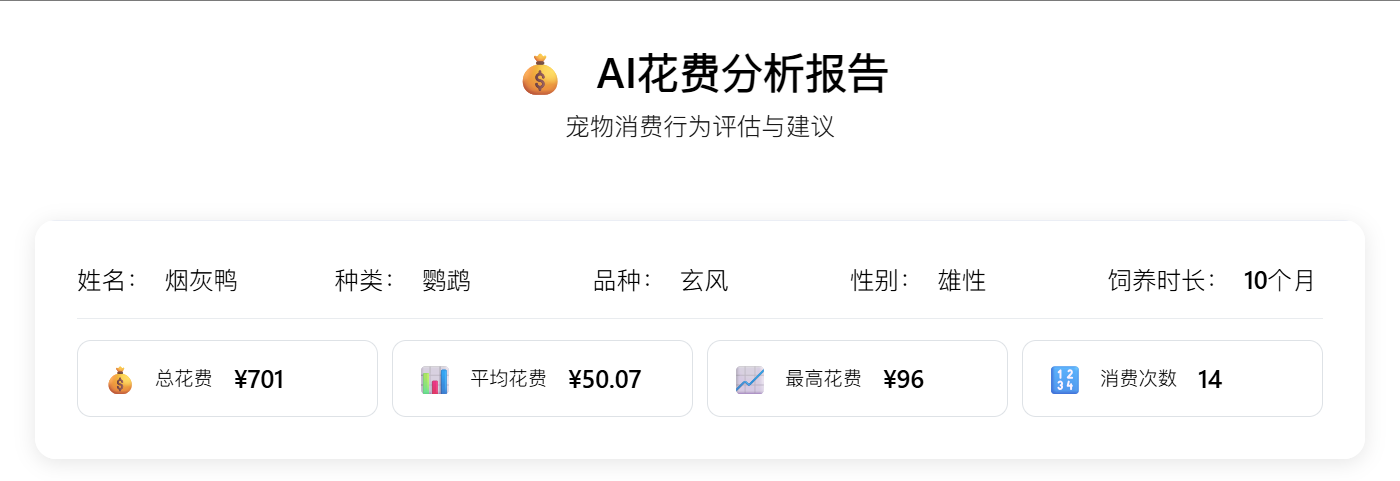 AI花费分析报告
宠物消费行为评估与建议
姓名： 烟灰鸭 种类： 鹦鹉 品种： 玄风 性别： 雄性 饲养时长： 10个月
总花费 ¥701 平均花费 ¥50.07 最高花费 ¥96 消费次数 14